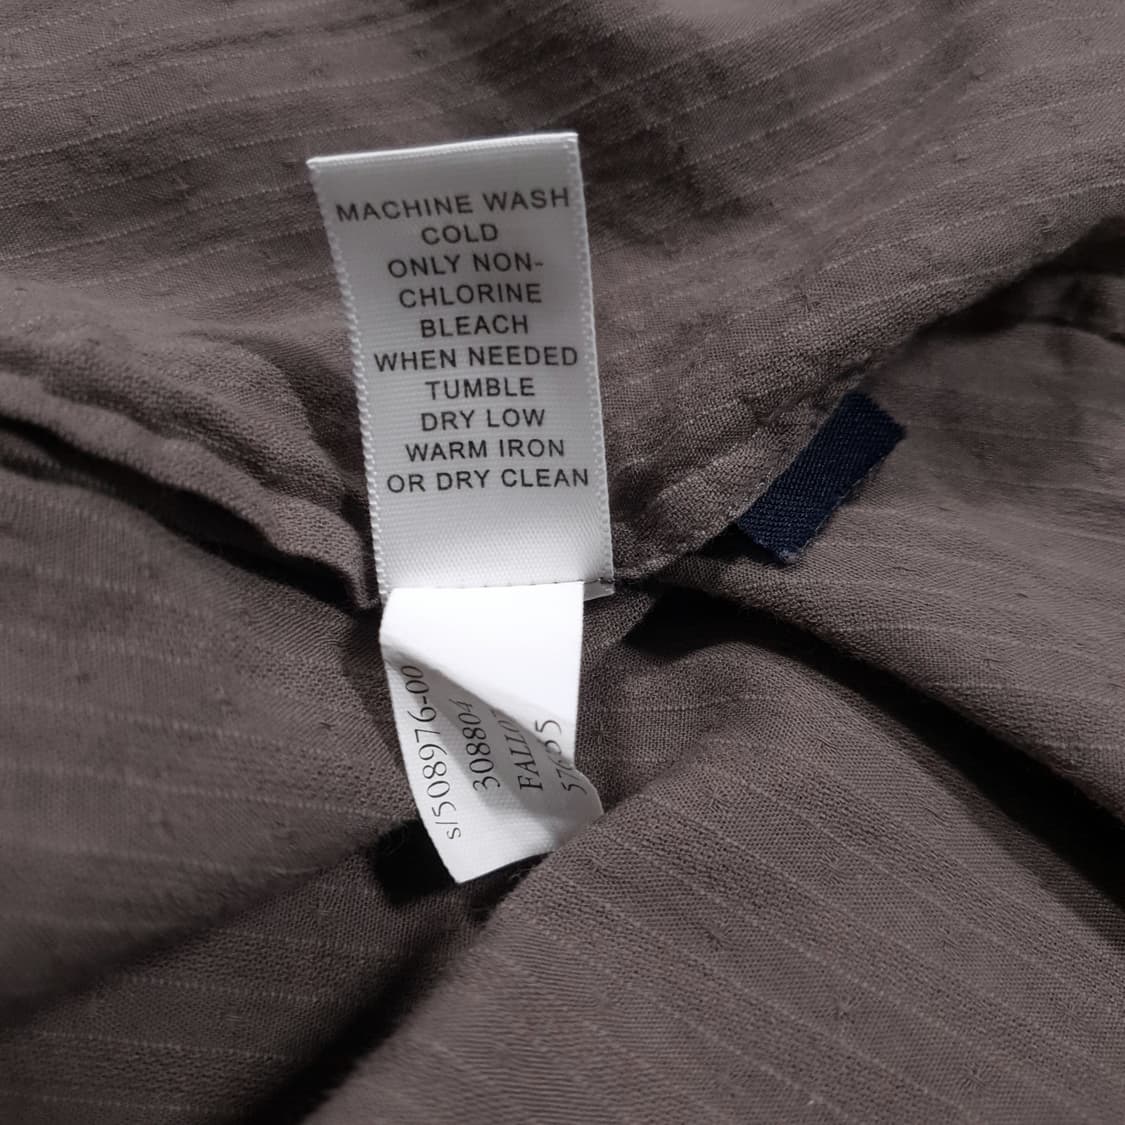 MACHINE WASH
COLD
ONLY NON-
CHLORINE
BLEACH
WHEN NEEDED
TUMBLE
DRY LOW
WARM IRON
OR DRY CLEAN
s/508976-00
308804